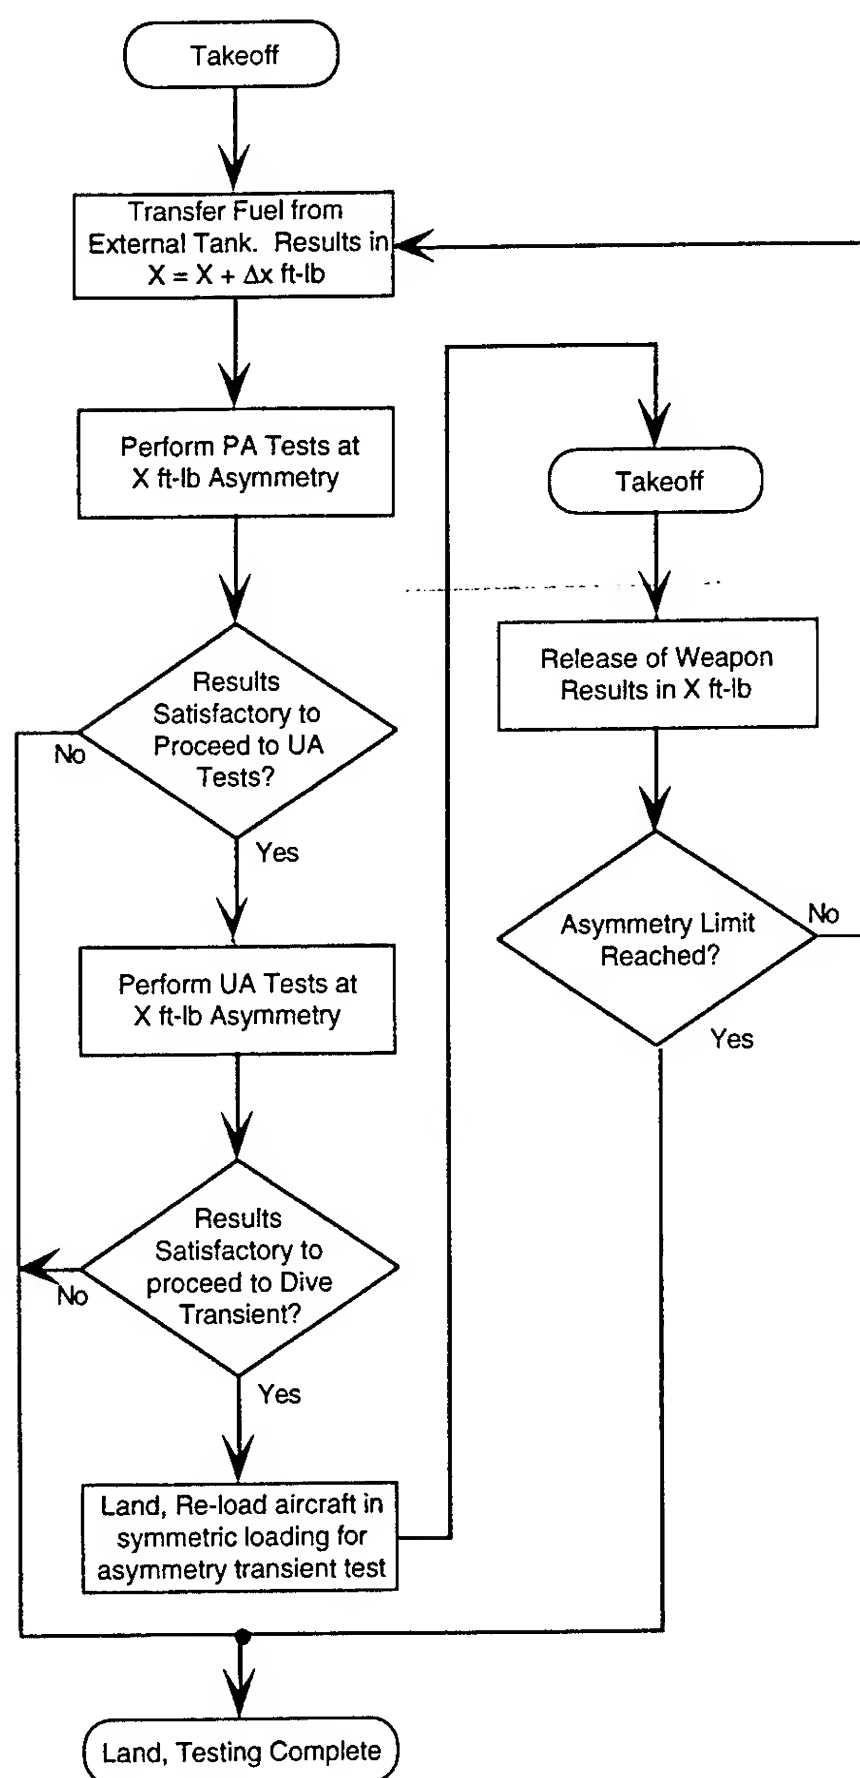 Takeoff
Transfer Fuel from
External Tank. Results in
X = X + Δx ft-lb
Perform PA Tests at
X ft-lb Asymmetry
Results
Satisfactory to
Proceed to UA
Tests?
No
Yes
Perform UA Tests at
X ft-lb Asymmetry
Results
Satisfactory to
proceed to Dive
Transient?
No
Yes
Land, Re-load aircraft in
symmetric loading for
asymmetry transient test
Takeoff
Release of Weapon
Results in X ft-lb
Asymmetry Limit
Reached?
No
Yes
Land, Testing Complete